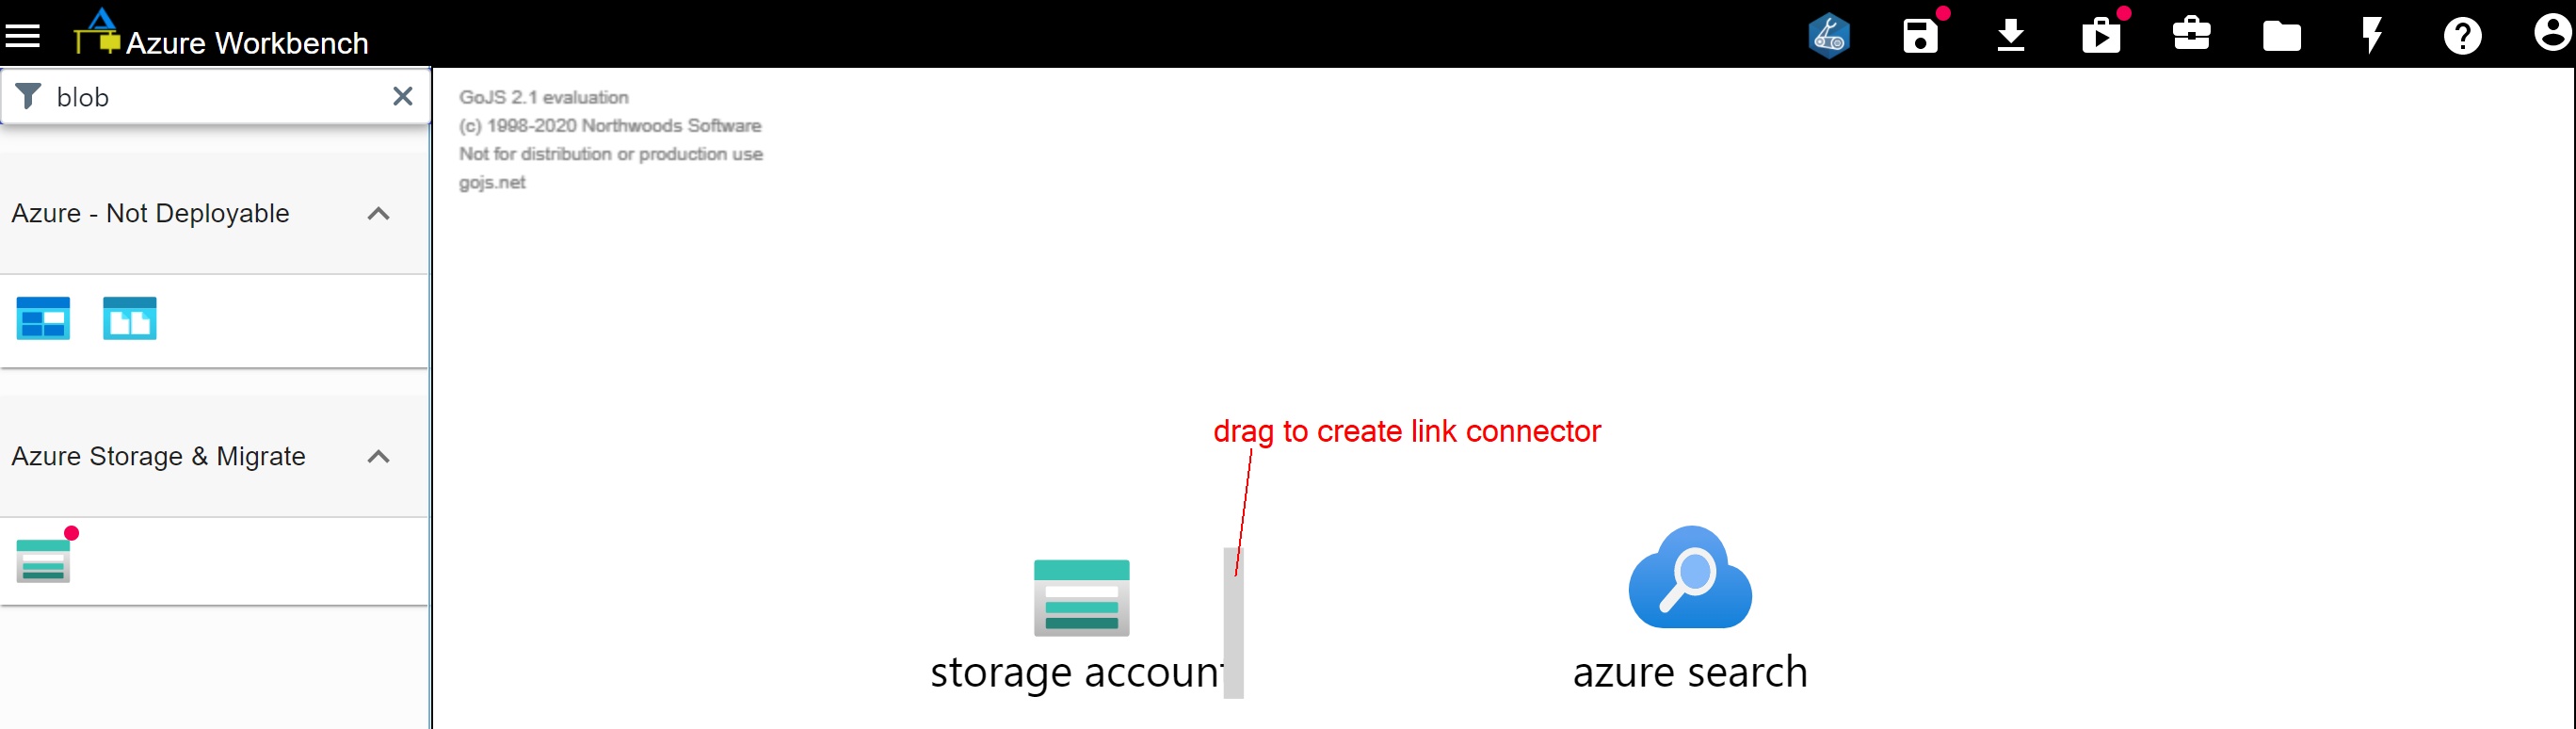 Azure Workbench
blob
GoJS 2.1 evaluation
(c) 1998-2020 Northwoods Software
Not for distribution or production use
gojs.net
Azure - Not Deployable
Azure Storage & Migrate
drag to create link connector
storage account
azure search